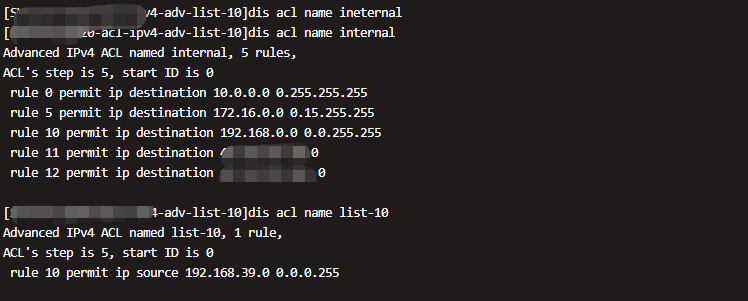 v4-adv-list-10]dis acl name ineternal
20-acl-ipv4-adv-list-10]dis acl name internal
Advanced IPv4 ACL named internal, 5 rules,
ACL's step is 5, start ID is 0
rule 0 permit ip destination 10.0.0.0 0.255.255.255
rule 5 permit ip destination 172.16.0.0 0.15.255.255
rule 10 permit ip destination 192.168.0.0 0.0.255.255
rule 11 permit ip destination 0
rule 12 permit ip destination 0
4-adv-list-10]dis acl name list-10
Advanced IPv4 ACL named list-10, 1 rule,
ACL's step is 5, start ID is 0
rule 10 permit ip source 192.168.39.0 0.0.0.255